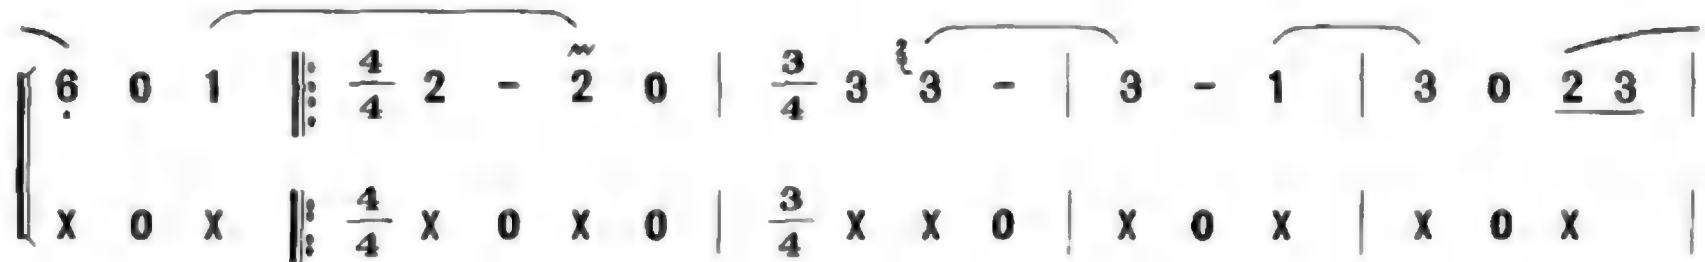 6̣ 0 1 ‖: 4/4 2 - 2 0 | 3/4 3 3 - | 3 - 1 | 3 0 2 3 |
X 0 X ‖: 4/4 X 0 X 0 | 3/4 X X 0 | X 0 X | X 0 X |